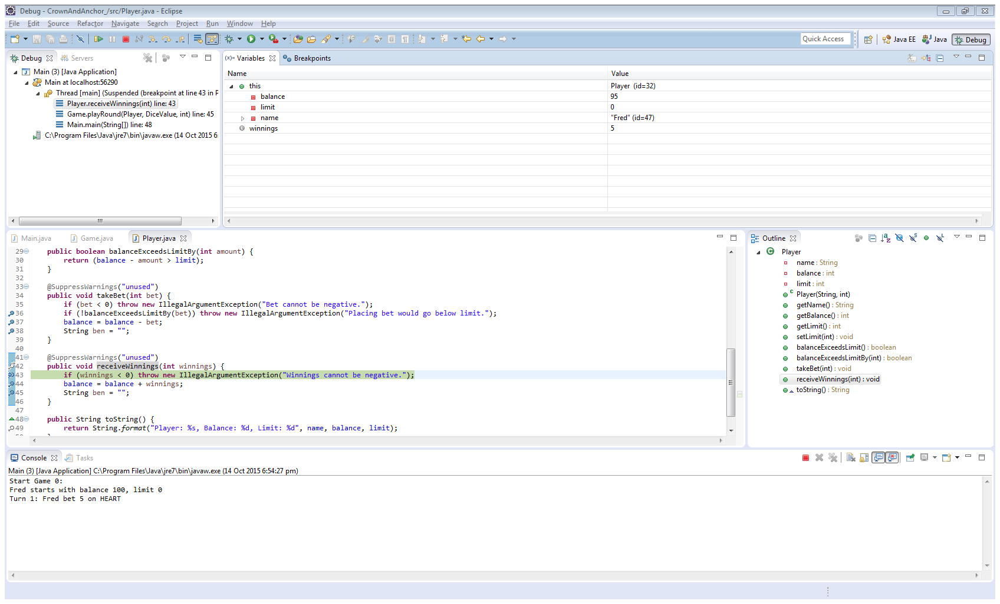 Debug - CrownAndAnchor_/src/Player.java - Eclipse
File Edit Source Refactor Navigate Search Project Run Window Help
Quick Access
Java EE
Java
Debug
Debug
Servers
Main (3) [Java Application]
Main at localhost:56290
Thread [main] (Suspended (breakpoint at line 43 in P
Player.receiveWinnings(int) line: 43
Game.playRound(Player, DiceValue, int) line: 45
Main.main(String[]) line: 48
C:\Program Files\Java\jre7\bin\javaw.exe (14 Oct 2015 6:
(x)= Variables
Breakpoints
Name Value
this Player (id=32)
balance 95
limit 0
name "Fred" (id=47)
winnings 5
Main.java
Game.java
Player.java
29 public boolean balanceExceedsLimitBy(int amount) {
30 return (balance - amount > limit);
31 }
32
33 @SuppressWarnings("unused")
34 public void takeBet(int bet) {
35 if (bet < 0) throw new IllegalArgumentException("Bet cannot be negative.");
36 if (!balanceExceedsLimitBy(bet)) throw new IllegalArgumentException("Placing bet would go below limit.");
37 balance = balance - bet;
38 String ben = "";
39 }
40
41 @SuppressWarnings("unused")
42 public void receiveWinnings(int winnings) {
43 if (winnings < 0) throw new IllegalArgumentException("Winnings cannot be negative.");
44 balance = balance + winnings;
45 String ben = "";
46 }
47
48 public String toString() {
49 return String.format("Player: %s, Balance: %d, Limit: %d", name, balance, limit);
Outline
Player
name : String
balance : int
limit : int
Player(String, int)
getName() : String
getBalance() : int
getLimit() : int
setLimit(int) : void
balanceExceedsLimit() : boolean
balanceExceedsLimitBy(int) : boolean
takeBet(int) : void
receiveWinnings(int) : void
toString() : String
Console
Tasks
Main (3) [Java Application] C:\Program Files\Java\jre7\bin\javaw.exe (14 Oct 2015 6:54:27 pm)
Start Game 0:
Fred starts with balance 100, limit 0
Turn 1: Fred bet 5 on HEART